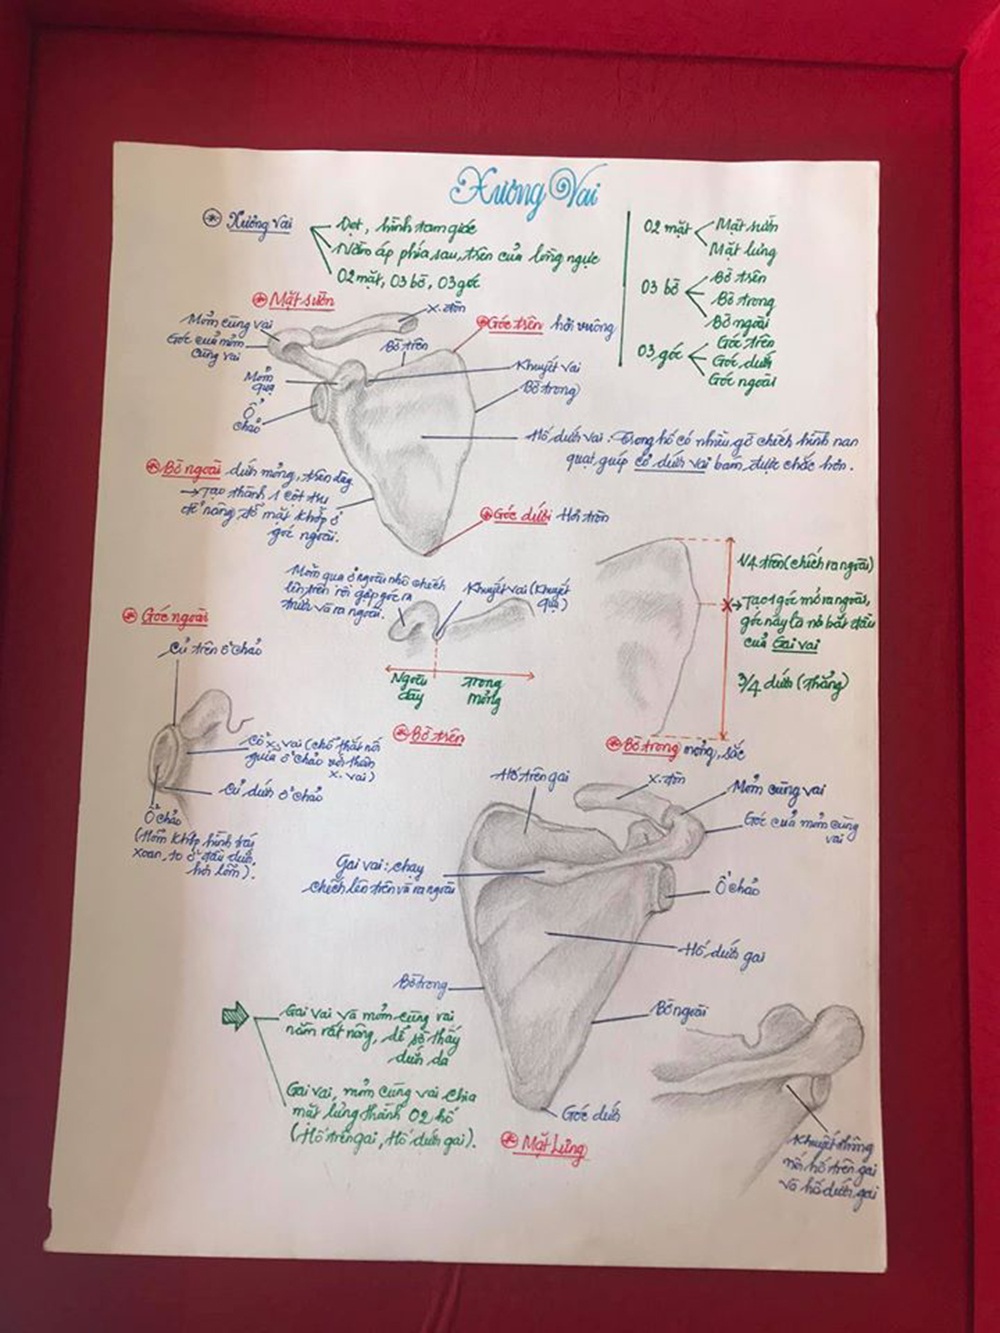 Xương Vai
Xương vai
Dẹt, hình tam giác
Nằm áp phía sau, trên của lồng ngực
02 mặt, 03 bờ, 03 góc
02 mặt
Mặt sườn
Mặt lưng
03 bờ
Bờ trên
Bờ trong
Bờ ngoài
03 góc
Góc trên
Góc dưới
Góc ngoài
Mặt sườn
Mỏm cùng vai
Góc của mỏm
cùng vai
Mỏm
quạ
Ổ
chảo
x. đòn
Bờ trên
Góc trên hơi vuông
Khuyết vai
Bờ trong
Hố dưới vai. Trong hố có nhiều gờ chếch hình nan
quạt, giúp cơ dưới vai bám được chắc hơn.
Bờ ngoài dưới mỏng, trên dày
→ Tạo thành 1 cột trụ
để nâng đỡ mặt khớp ở
góc ngoài.
Góc dưới hơi tròn
Mỏm quạ ở ngoài nhô chếch
lên trên rồi gấp góc ra
trước và ra ngoài.
Khuyết vai (Khuyết
quạ)
Ngoài
dày
Trong
mỏng
Bờ trên
1/4 trên (chếch ra ngoài)
→ Tạo 1 góc mở ra ngoài,
góc này là nơi bắt đầu
của Gai vai
3/4 dưới (thẳng)
Bờ trong mỏng, sắc
Góc ngoài
Củ trên ổ chảo
Cổ x. vai (chỗ thắt nối
giữa ổ chảo với thân
x. vai)
Củ dưới ổ chảo
Ổ chảo
(Hõm khớp hình trái
xoan, to ở đầu dưới,
hơi lõm).
Hố trên gai
x. đòn
Mỏm cùng vai
Góc của mỏm cùng
vai
Gai vai: chạy
chếch lên trên và ra ngoài
Ổ chảo
Hố dưới gai
Bờ trong
Bờ ngoài
Góc dưới
Mặt Lưng
Gai vai và mỏm cùng vai
nằm rất nông, dễ sờ thấy
dưới da
Gai vai, mỏm cùng vai chia
mặt lưng thành 02 hố
(Hố trên gai, Hố dưới gai).
Khuyết thông
nối hố trên gai
và hố dưới gai